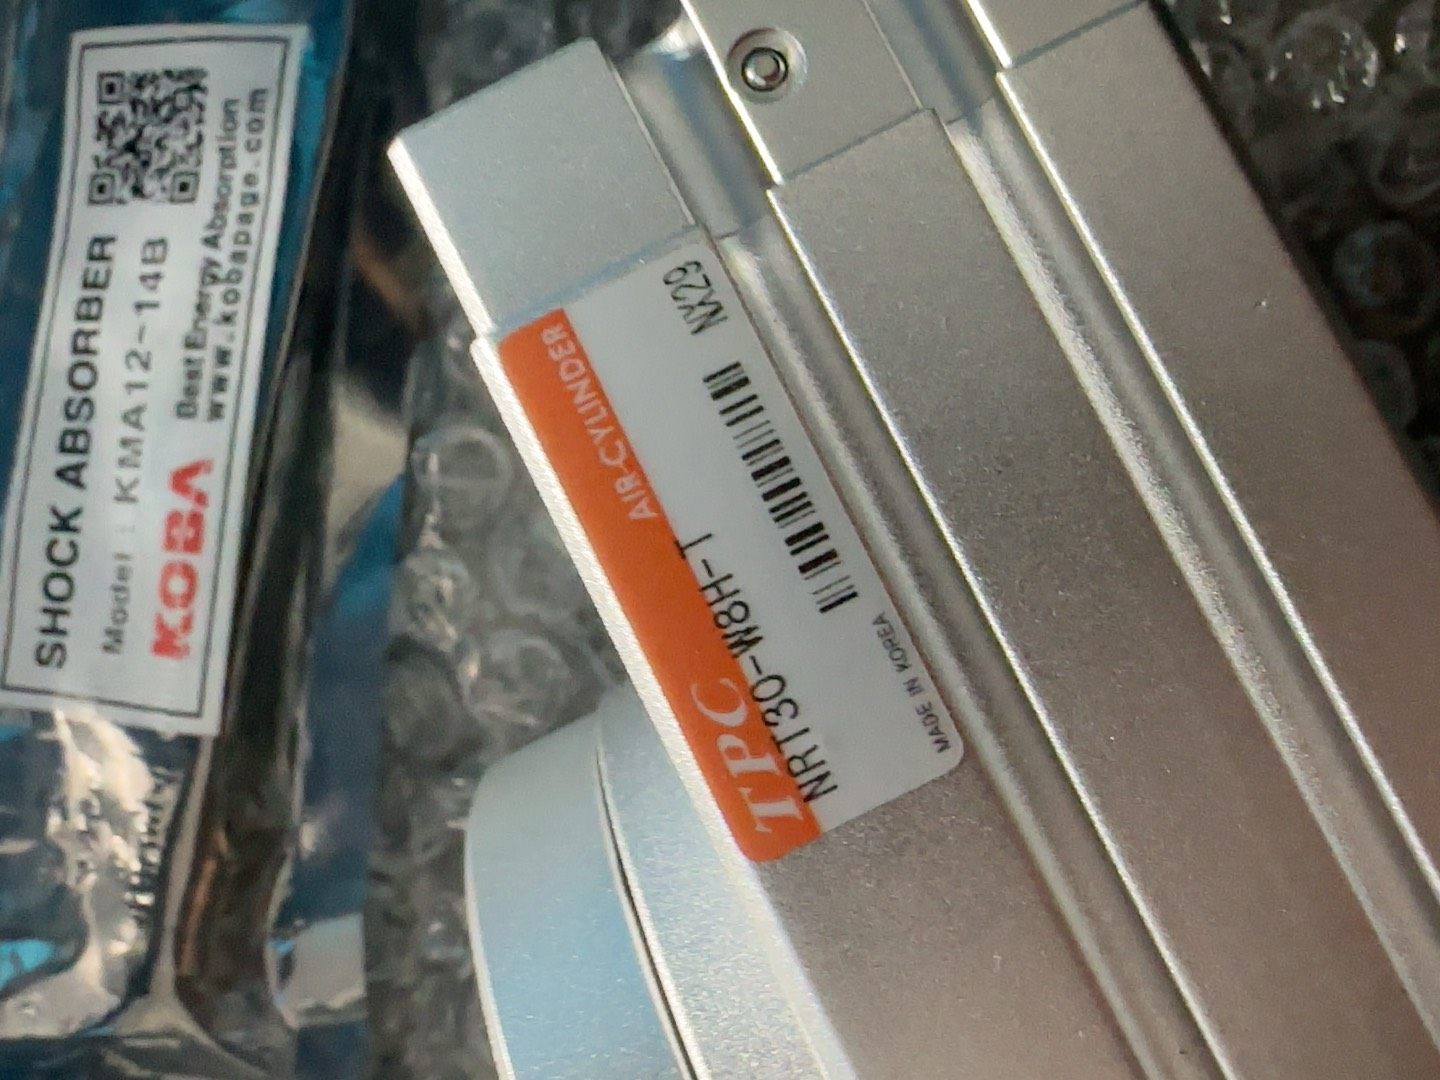 SHOCK ABSORBER
Model : KMA12-14B
KOBA
Best Energy Absorption
www.kobapage.com
TPC AIR-CYLINDER
NRT30-W8H-T
NX29
MADE IN KOREA